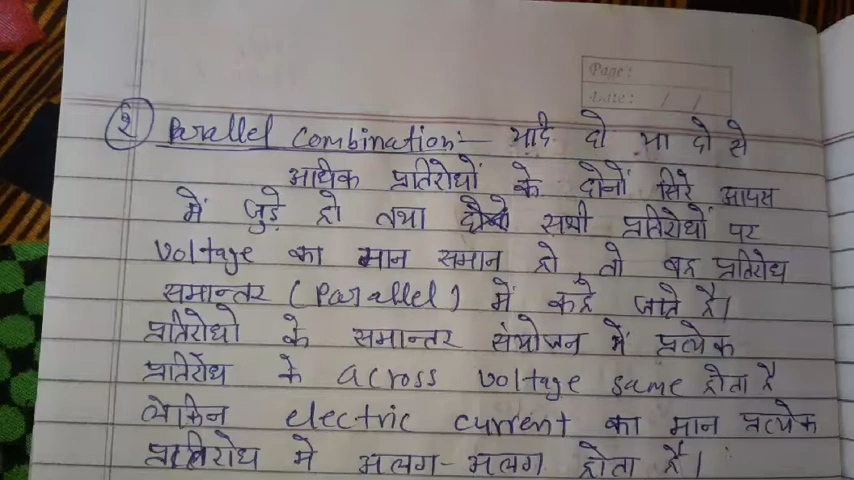 Page:
Date: / /
२ Parallel Combination:- यदि दो या दो से
अधिक प्रतिरोधों के दोनों सिरे आपस
में जुड़े हो तथा सभी प्रतिरोधों पर
voltage का मान समान हो, तो वह प्रतिरोध
समान्तर (Parallel) में कहे जाते है।
प्रतिरोधो के समान्तर संयोजन में प्रत्येक
प्रतिरोध के across voltage same होता है
लेकिन electric current का मान प्रत्येक
प्रतिरोध मे अलग-अलग होता है।